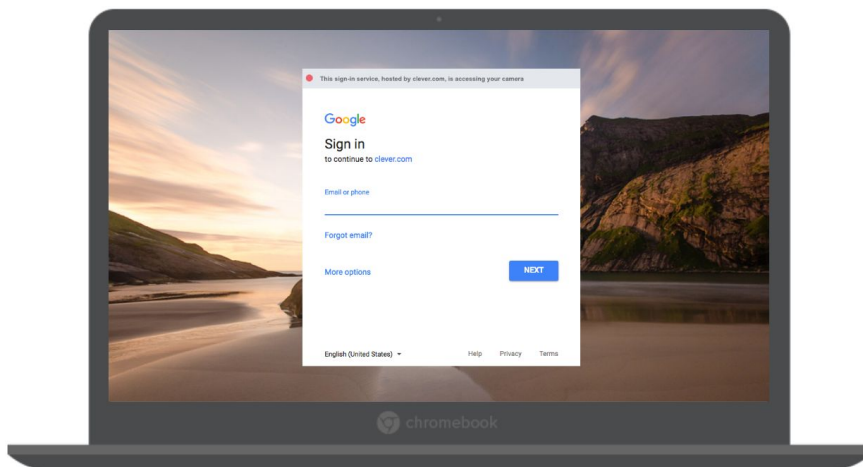 This sign-in service, hosted by clever.com, is accessing your camera
Google
Sign in
to continue to clever.com
Email or phone
Forgot email?
More options
NEXT
English (United States)
Help Privacy Terms
chromebook